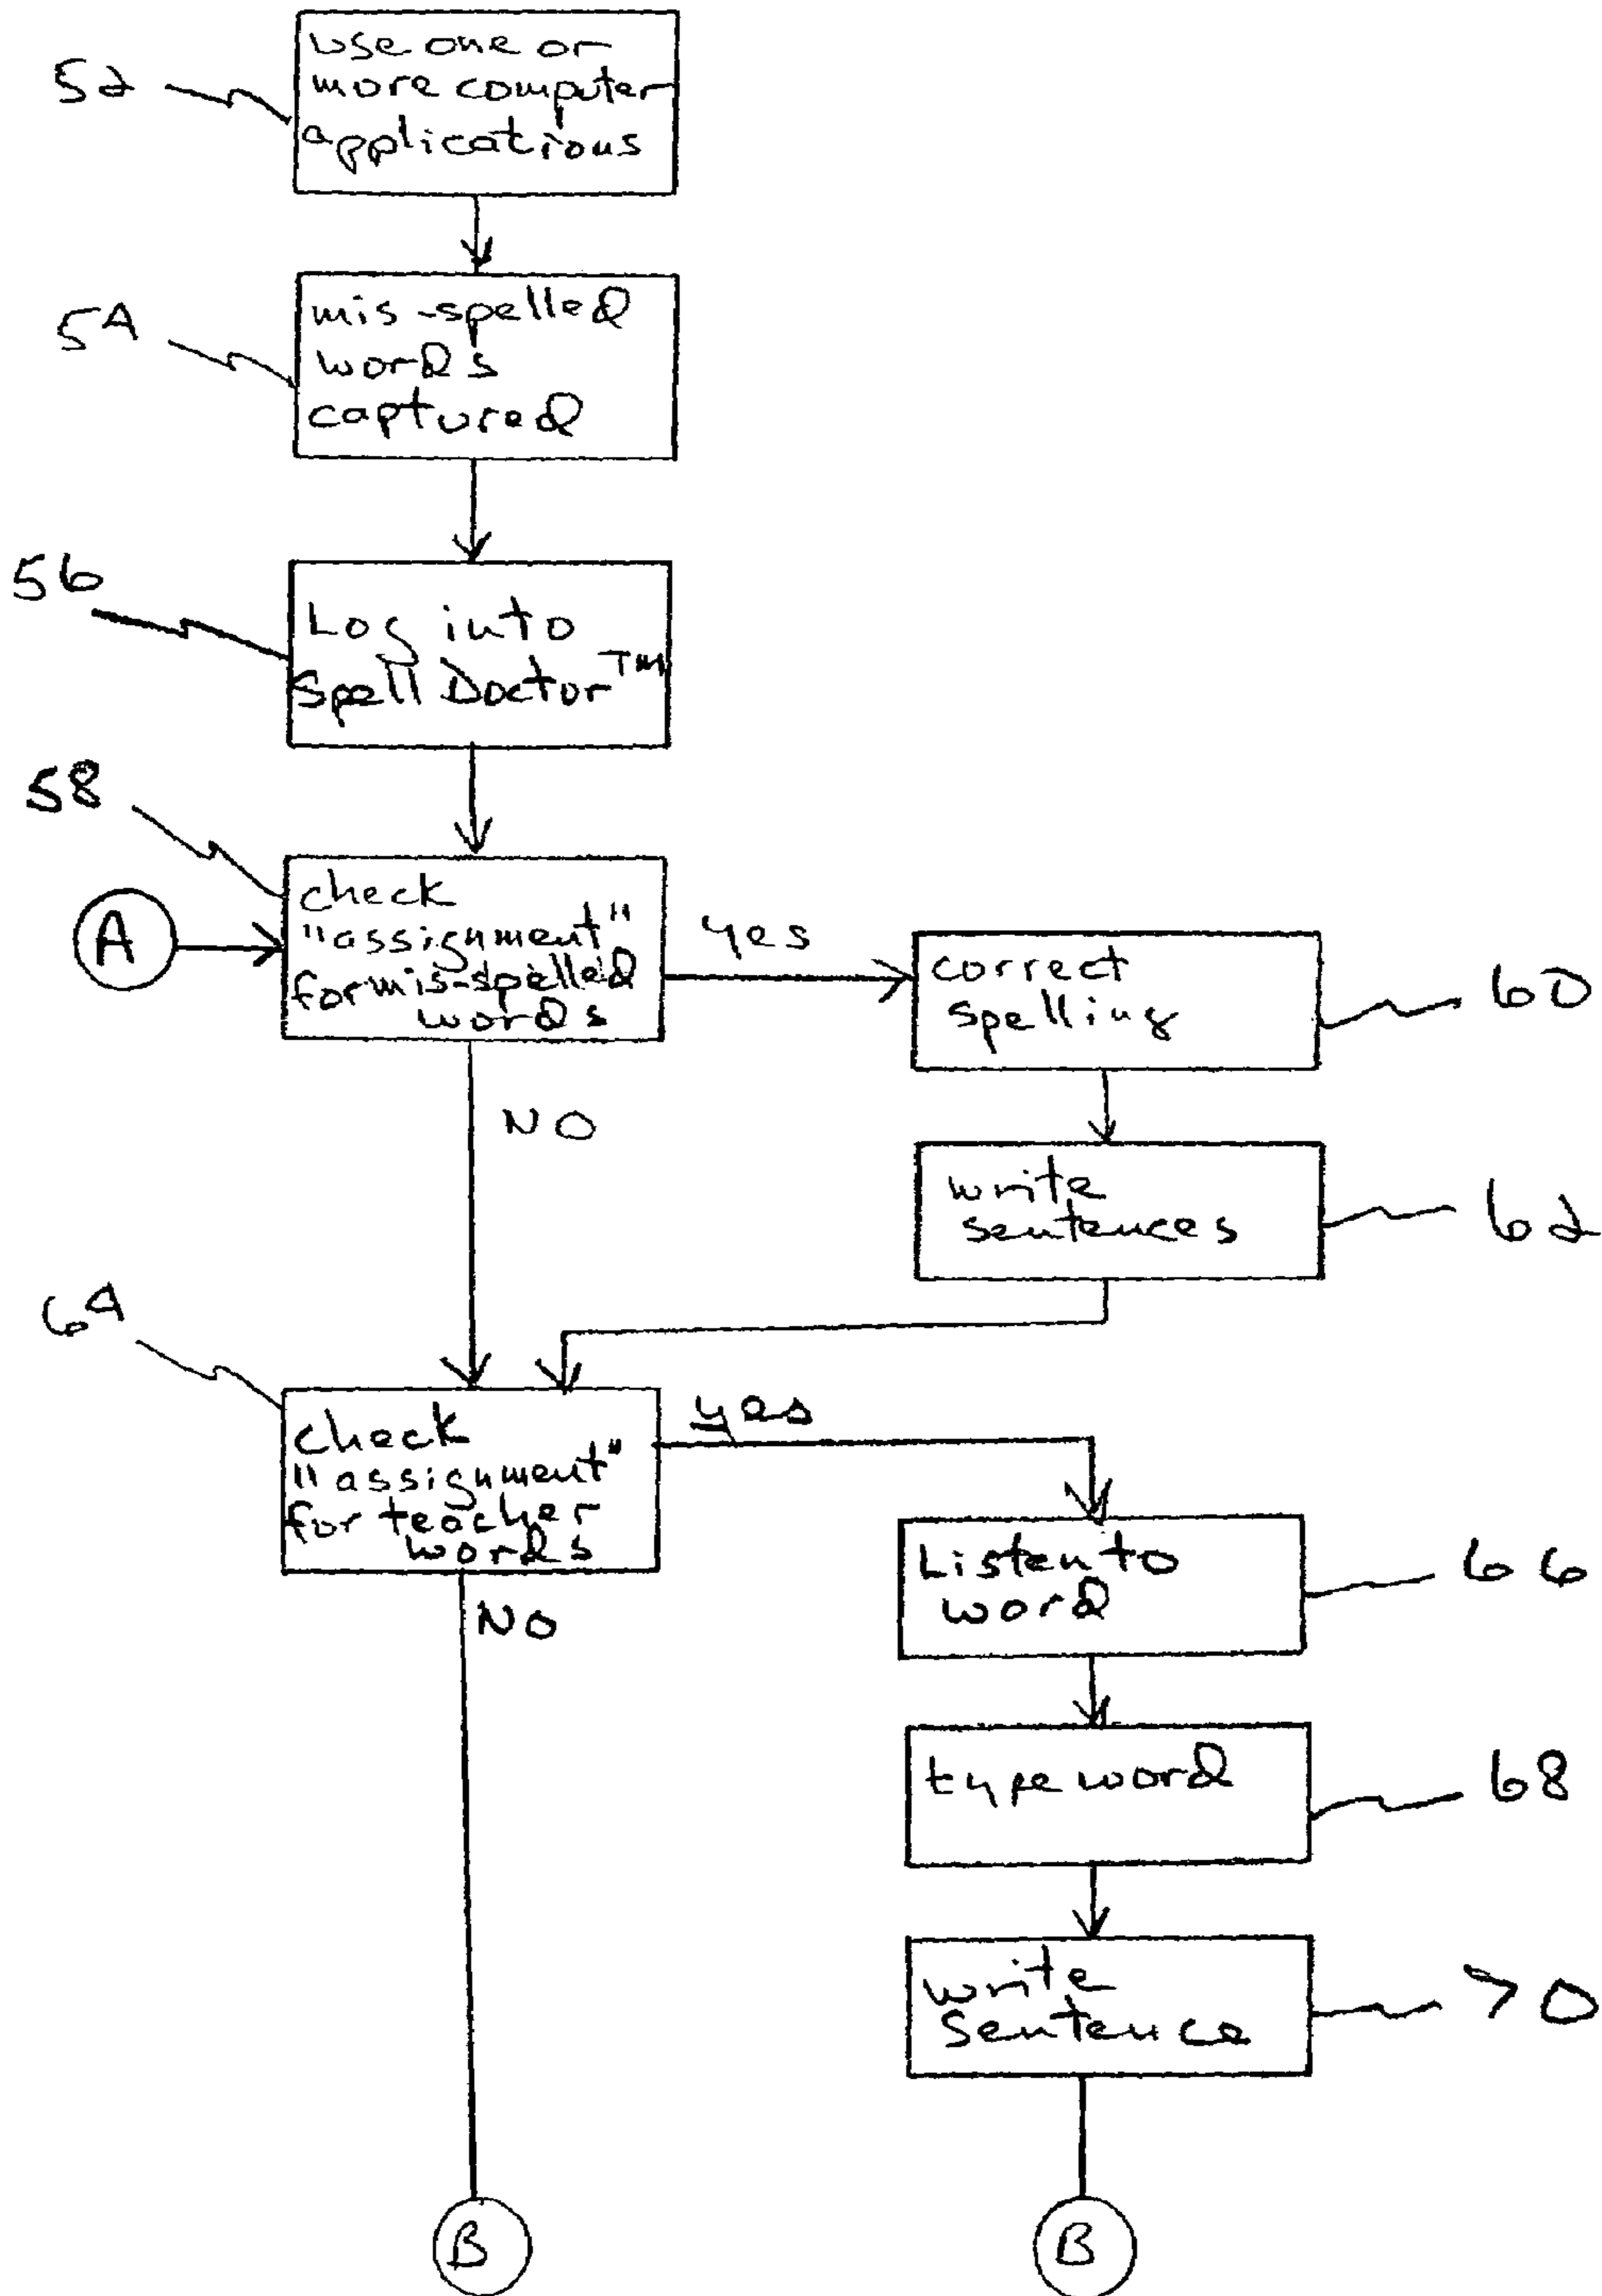 52
use one or
more computer
applications
54
mis-spelled
words
captured
56
Log into
Spell Doctor™
58
A
check
"assignment"
for mis-spelled
words
yes
correct
spelling
60
NO
write
sentences
62
64
check
"assignment"
for teacher
words
yes
NO
Listen to
word
66
type word
68
write
Sentence
70
B
B